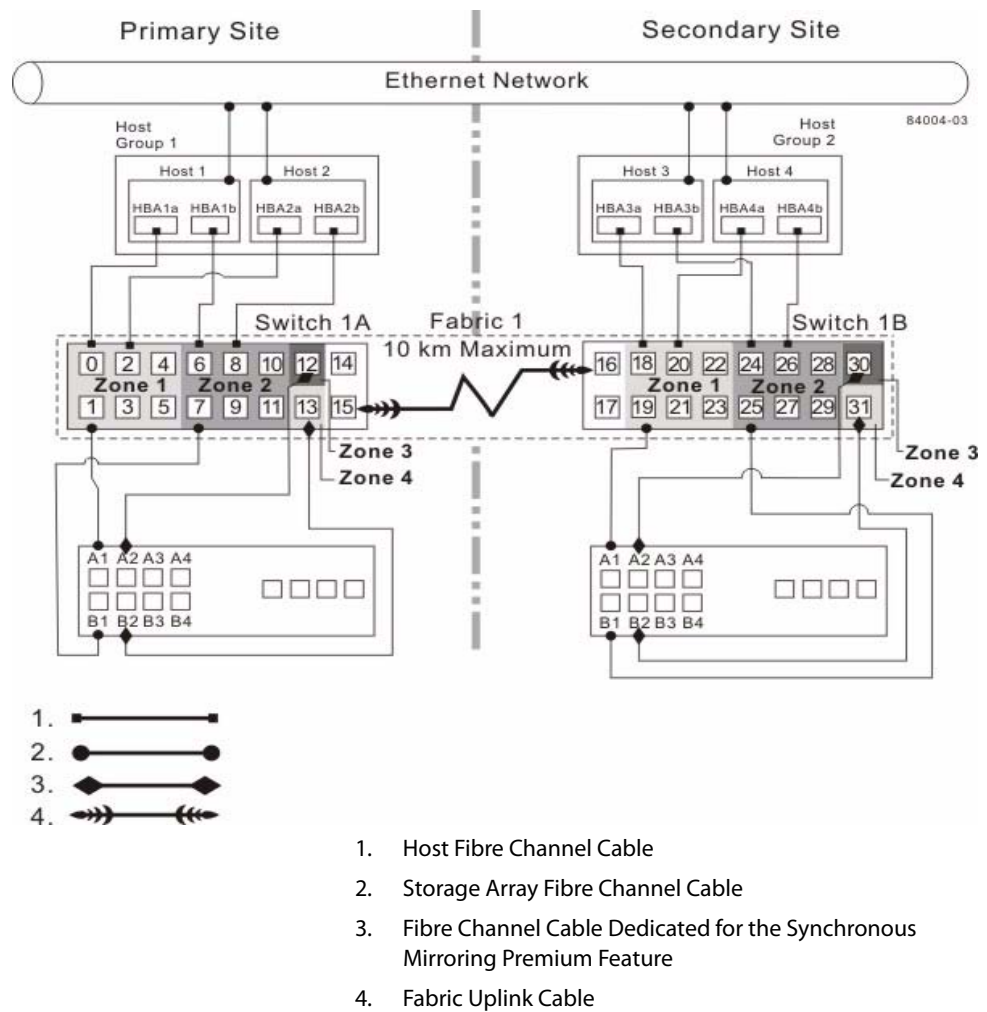 Primary Site
Secondary Site
Ethernet Network
84004-03
Host
Group 1
Host
Group 2
Host 1
Host 2
Host 3
Host 4
HBA1a HBA1b HBA2a HBA2b
HBA3a HBA3b HBA4a HBA4b
Switch 1A
Fabric 1
Switch 1B
10 km Maximum
0 2 4 6 8 10 12 14
Zone 1 Zone 2
1 3 5 7 9 11 13 15
16 18 20 22 24 26 28 30
Zone 1 Zone 2
17 19 21 23 25 27 29 31
Zone 3
Zone 4
Zone 3
Zone 4
A1 A2 A3 A4
B1 B2 B3 B4
A1 A2 A3 A4
B1 B2 B3 B4
1.
2.
3.
4.
1. Host Fibre Channel Cable
2. Storage Array Fibre Channel Cable
3. Fibre Channel Cable Dedicated for the Synchronous
Mirroring Premium Feature
4. Fabric Uplink Cable